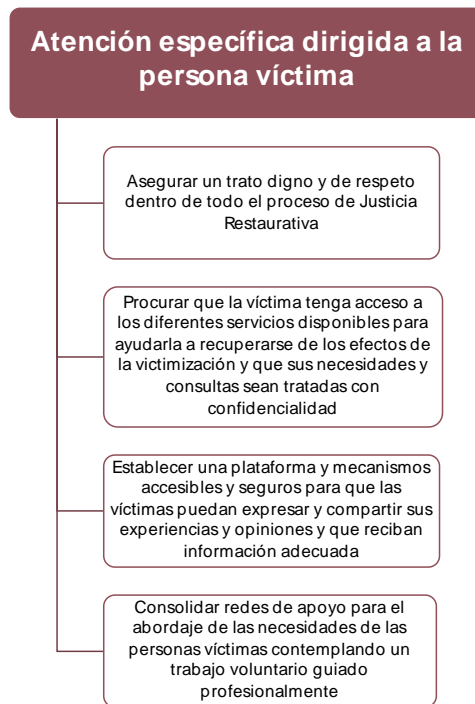 Atención específica dirigida a la
persona víctima
Asegurar un trato digno y de respeto
dentro de todo el proceso de Justicia
Restaurativa
Procurar que la víctima tenga acceso a
los diferentes servicios disponibles para
ayudarla a recuperarse de los efectos de
la victimización y que sus necesidades y
consultas sean tratadas con
confidencialidad
Establecer una plataforma y mecanismos
accesibles y seguros para que las
víctimas puedan expresar y compartir sus
experiencias y opiniones y que reciban
información adecuada
Consolidar redes de apoyo para el
abordaje de las necesidades de las
personas víctimas contemplando un
trabajo voluntario guiado
profesionalmente